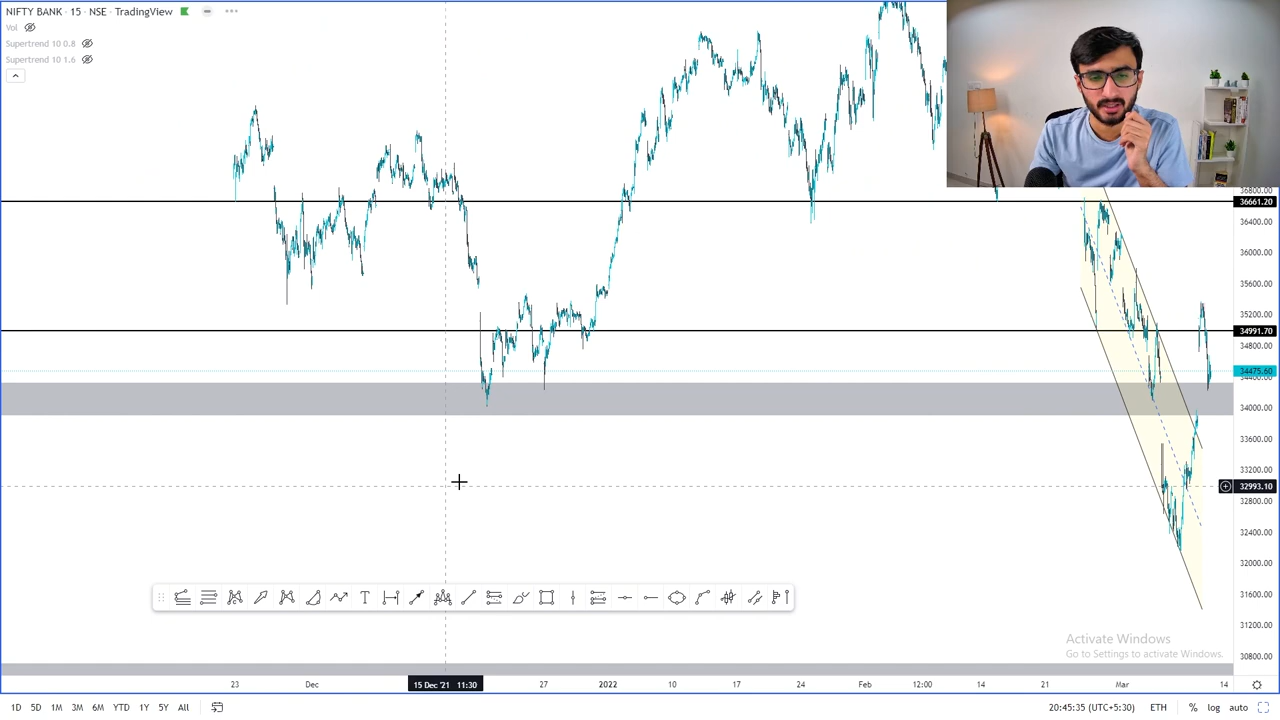 NIFTY BANK · 15 · NSE · TradingView
Vol
Supertrend 10 0.8
Supertrend 10 1.6
36800.00
36661.20
36400.00
36000.00
35600.00
35200.00
34991.70
34800.00
34475.60
34400.00
34000.00
33600.00
33200.00
32993.10
32800.00
32400.00
32000.00
31600.00
31200.00
30800.00
T
Activate Windows
Go to Settings to activate Windows.
23 Dec 15 Dec '21 11:30 27 2022 10 17 24 Feb 12:00 14 21 Mar 14
1D 5D 1M 3M 6M YTD 1Y 5Y All 20:45:35 (UTC+5:30) ETH % log auto